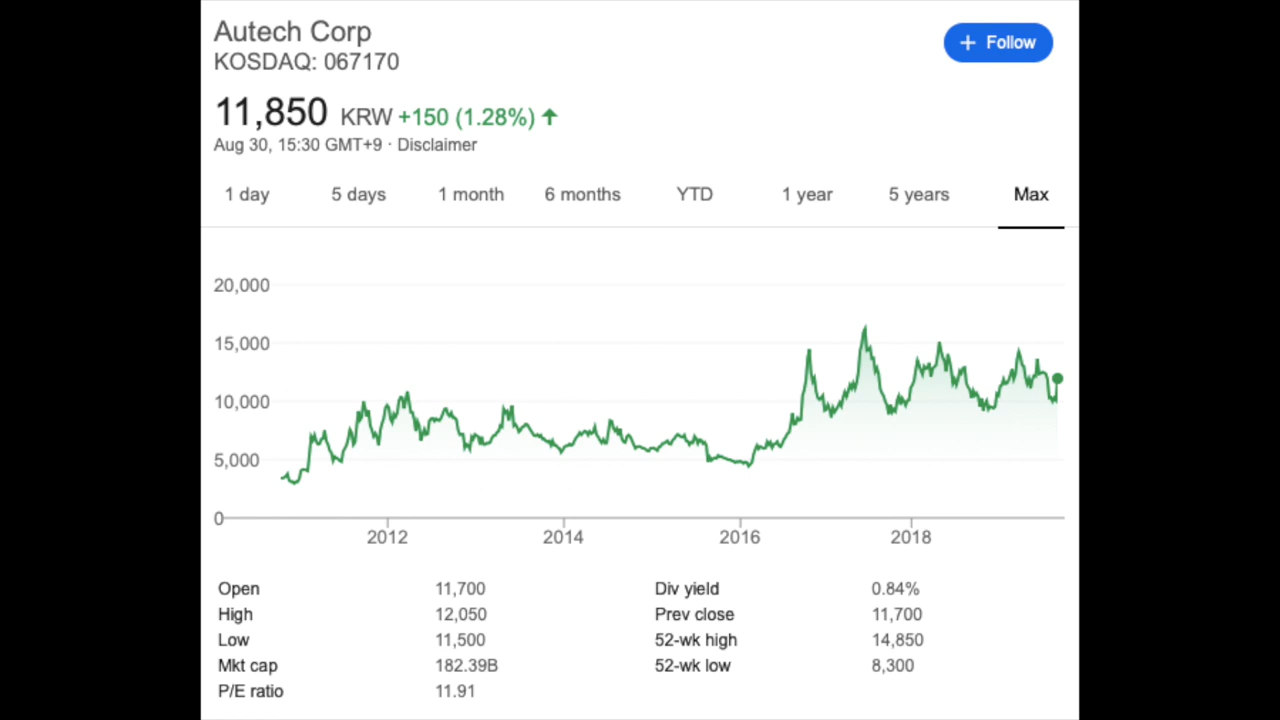 Autech Corp
KOSDAQ: 067170
+ Follow
11,850 KRW +150 (1.28%) ↑
Aug 30, 15:30 GMT+9 · Disclaimer
1 day 5 days 1 month 6 months YTD 1 year 5 years Max
20,000
15,000
10,000
5,000
0
2012 2014 2016 2018
Open 11,700 Div yield 0.84%
High 12,050 Prev close 11,700
Low 11,500 52-wk high 14,850
Mkt cap 182.39B 52-wk low 8,300
P/E ratio 11.91